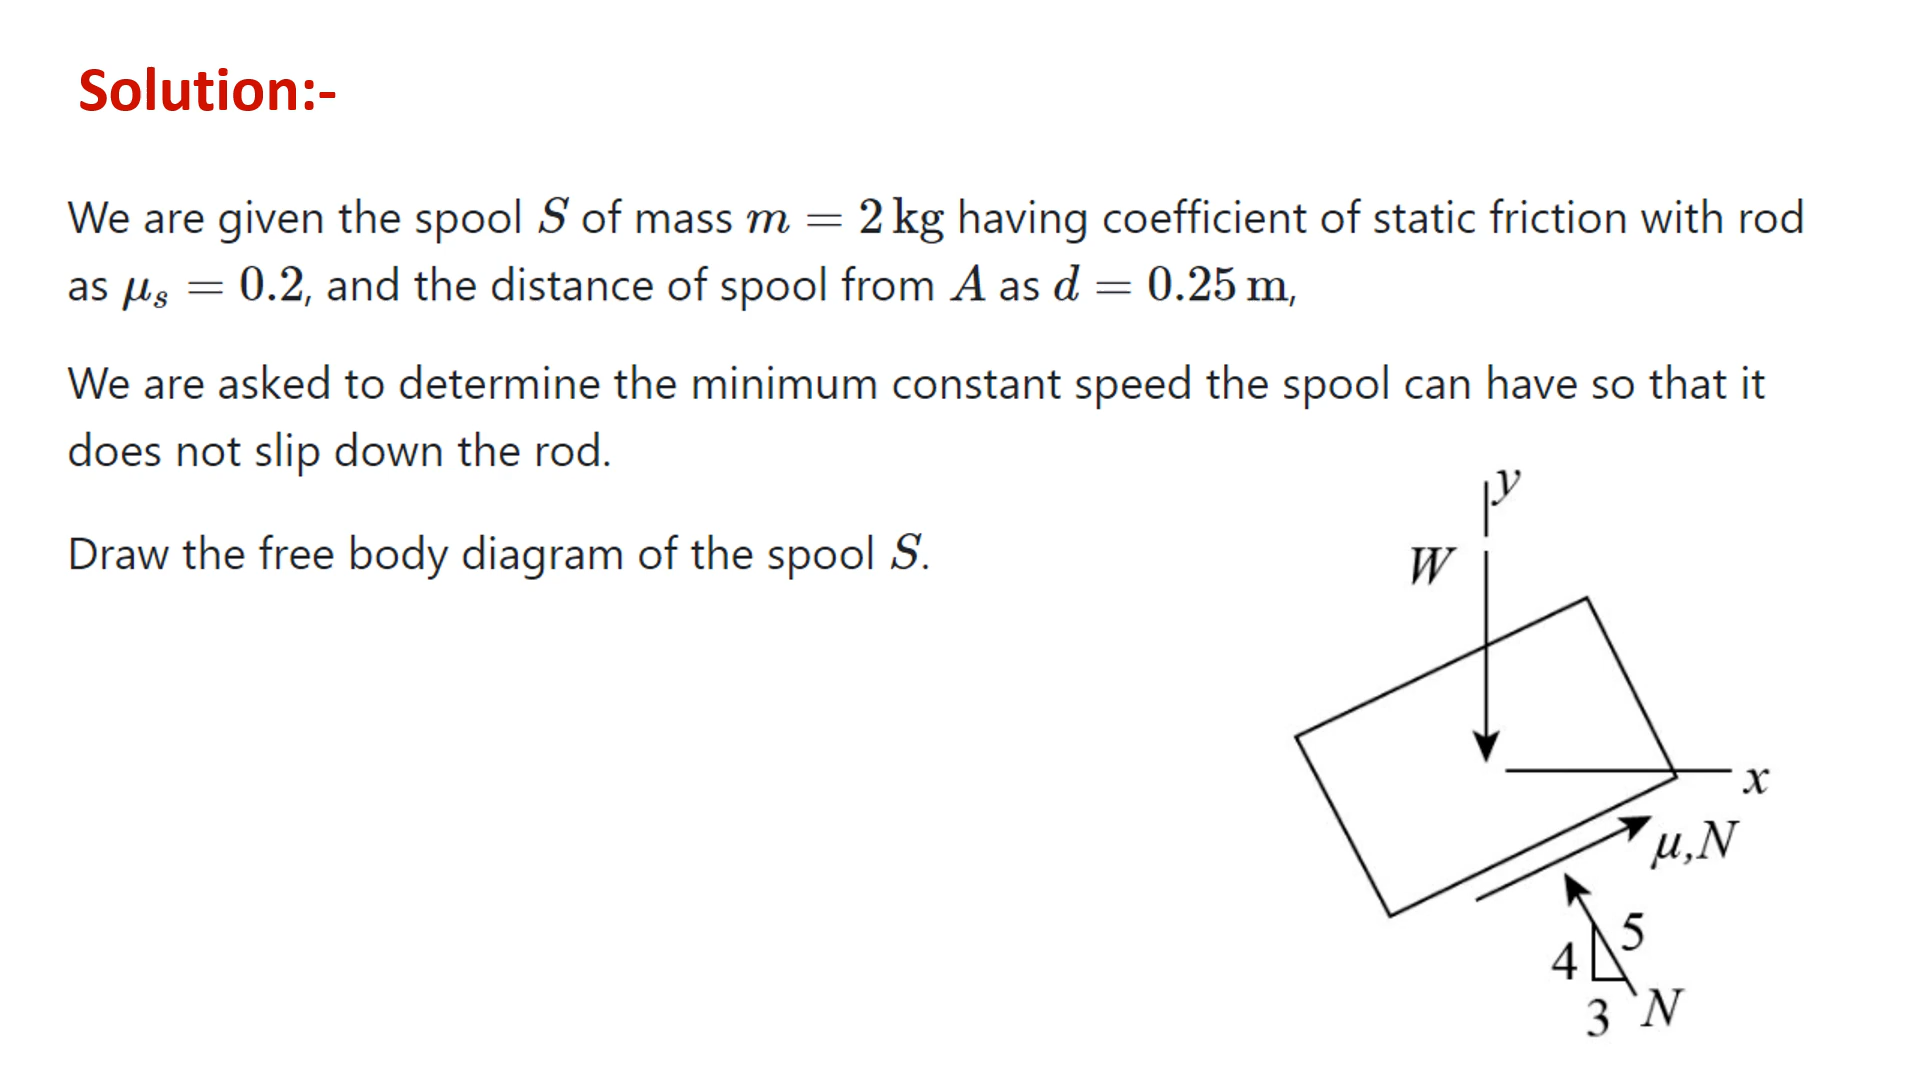 Solution:-
We are given the spool S of mass m = 2 kg having coefficient of static friction with rod
as μₛ = 0.2, and the distance of spool from A as d = 0.25 m,
We are asked to determine the minimum constant speed the spool can have so that it
does not slip down the rod.
Draw the free body diagram of the spool S.
y
W
x
μ,N
5
4
3 N